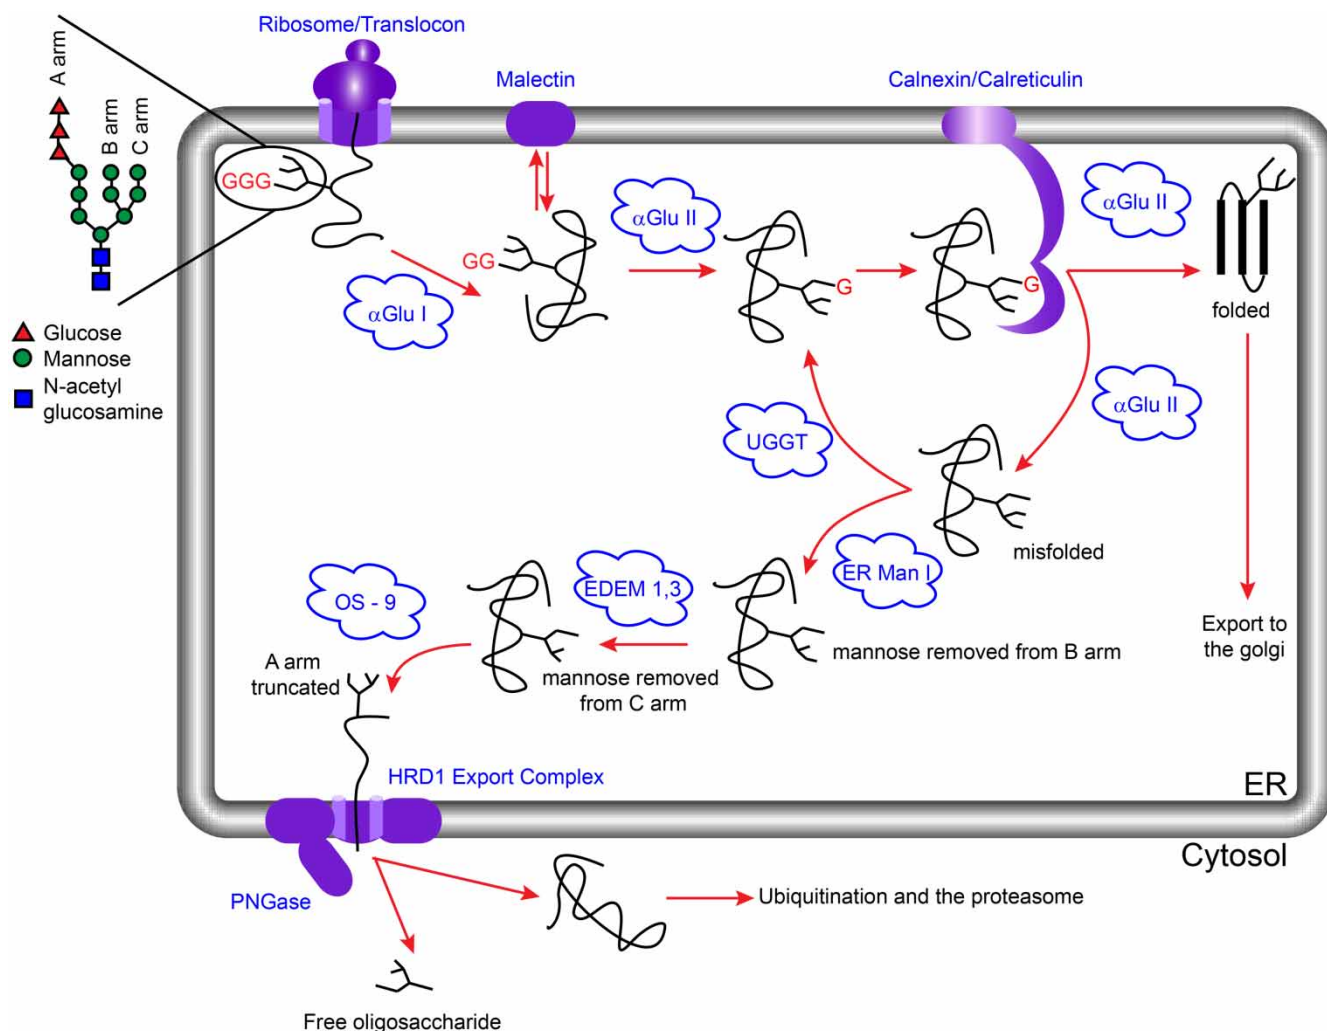 Ribosome/Translocon
Malectin
Calnexin/Calreticulin
A arm
B arm
C arm
GGG
αGlu I
GG
αGlu II
G
G
αGlu II
folded
Glucose
Mannose
N-acetyl
glucosamine
αGlu II
UGGT
misfolded
ER Man I
EDEM 1,3
OS - 9
mannose removed from B arm
mannose removed
from C arm
A arm
truncated
Export to
the golgi
HRD1 Export Complex
ER
Cytosol
PNGase
Ubiquitination and the proteasome
Free oligosaccharide